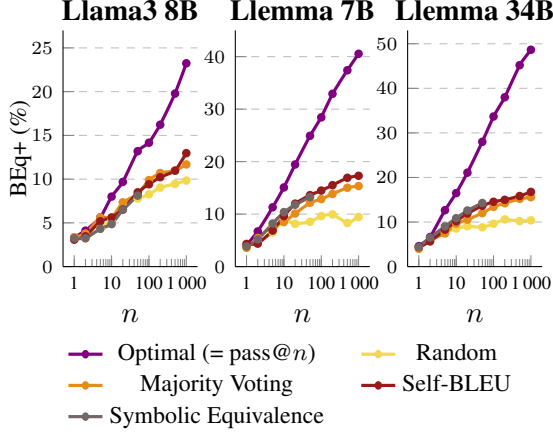 Llama3 8B Llemma 7B Llemma 34B
BEq+ (%)
25
20
15
10
5
0
1 10 100 1 000
n
40
30
20
10
0
1 10 100 1 000
n
50
40
30
20
10
0
1 10 100 1 000
n
Optimal (= pass@n) Random
Majority Voting Self-BLEU
Symbolic Equivalence